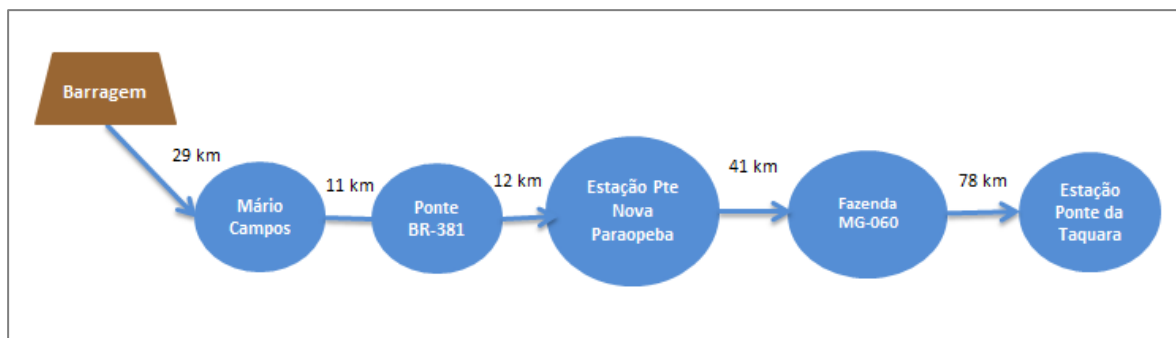 Barragem
29 km
Mário
Campos
11 km
Ponte
BR-381
12 km
Estação Pte
Nova
Paraopeba
41 km
Fazenda
MG-060
78 km
Estação
Ponte da
Taquara